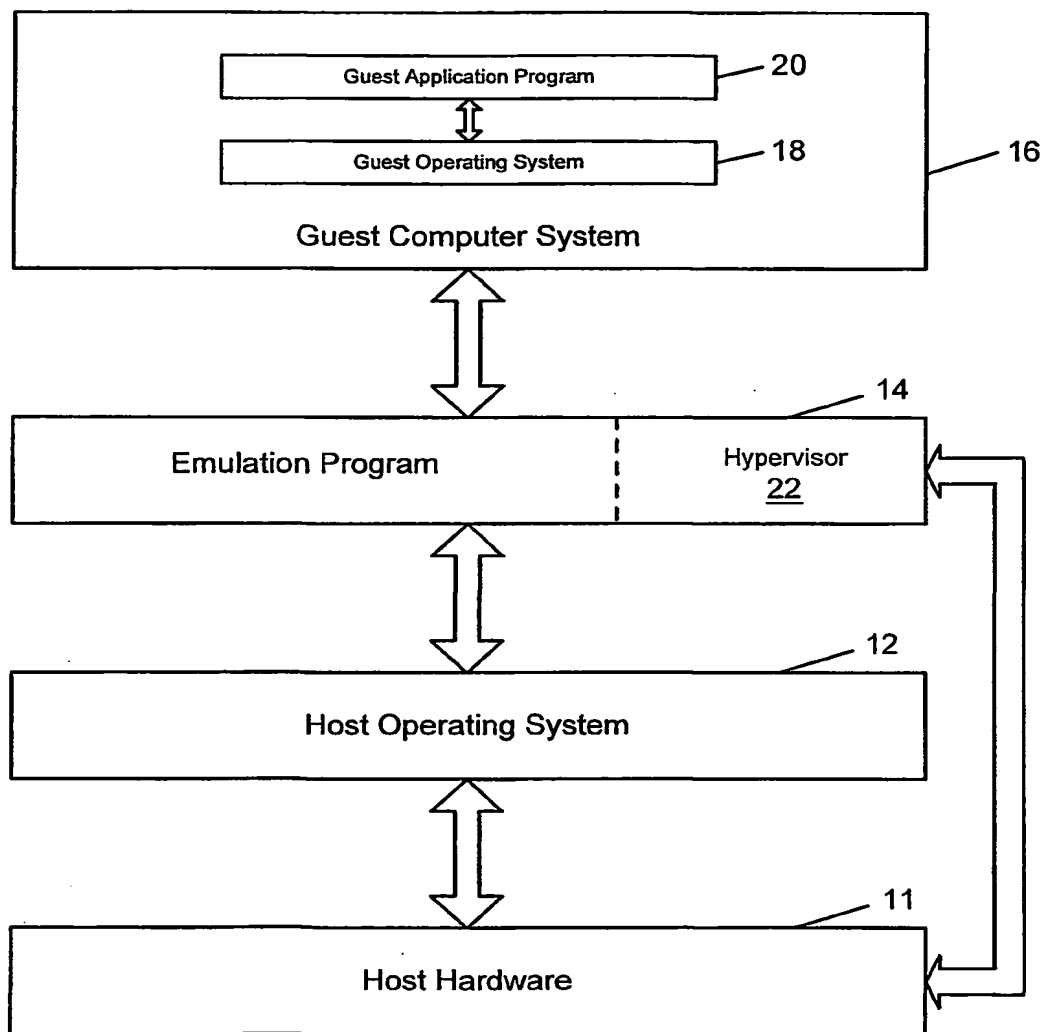 Guest Application Program
20
Guest Operating System
18
16
Guest Computer System
14
Emulation Program
Hypervisor
22
12
Host Operating System
11
Host Hardware